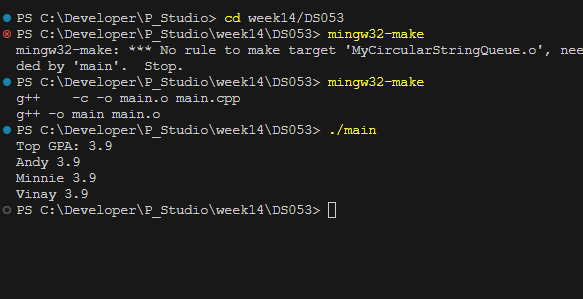 PS C:\Developer\P_Studio> cd week14/DS053
PS C:\Developer\P_Studio\week14\DS053> mingw32-make
mingw32-make: *** No rule to make target 'MyCircularStringQueue.o', nee
ded by 'main'.  Stop.
PS C:\Developer\P_Studio\week14\DS053> mingw32-make
g++    -c -o main.o main.cpp
g++ -o main main.o
PS C:\Developer\P_Studio\week14\DS053> ./main
Top GPA: 3.9
Andy 3.9
Minnie 3.9
Vinay 3.9
PS C:\Developer\P_Studio\week14\DS053>